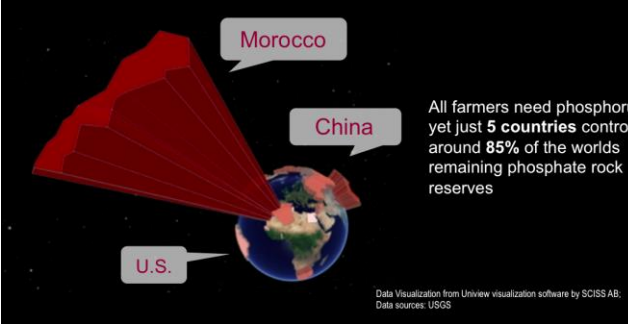 Morocco
China
U.S.
All farmers need phosphoru
yet just 5 countries contro
around 85% of the worlds
remaining phosphate rock
reserves
Data Visualization from Uniview visualization software by SCISS AB;
Data sources: USGS